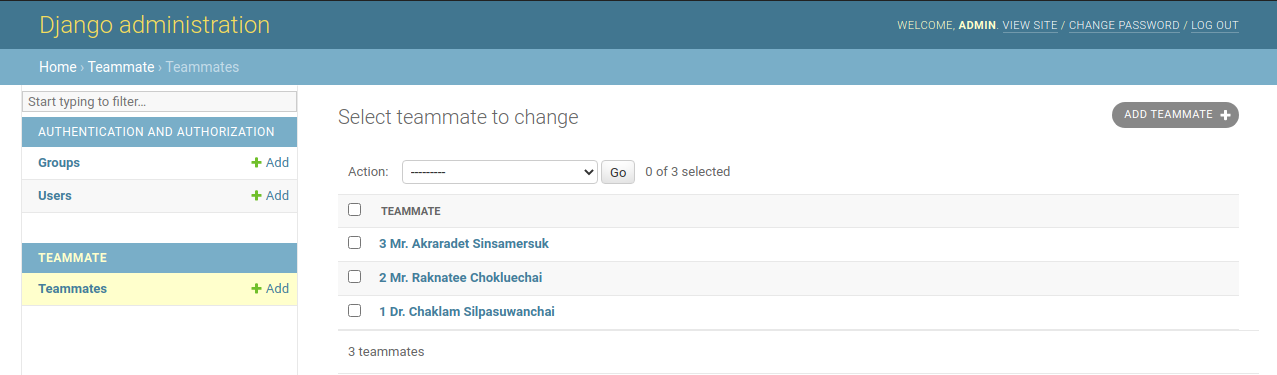 Django administration
WELCOME, ADMIN. VIEW SITE / CHANGE PASSWORD / LOG OUT
Home › Teammate › Teammates
Start typing to filter...
AUTHENTICATION AND AUTHORIZATION
Groups + Add
Users + Add
TEAMMATE
Teammates + Add
Select teammate to change
ADD TEAMMATE +
Action: --------- Go 0 of 3 selected
TEAMMATE
3 Mr. Akraradet Sinsamersuk
2 Mr. Raknatee Chokluechai
1 Dr. Chaklam Silpasuwanchai
3 teammates